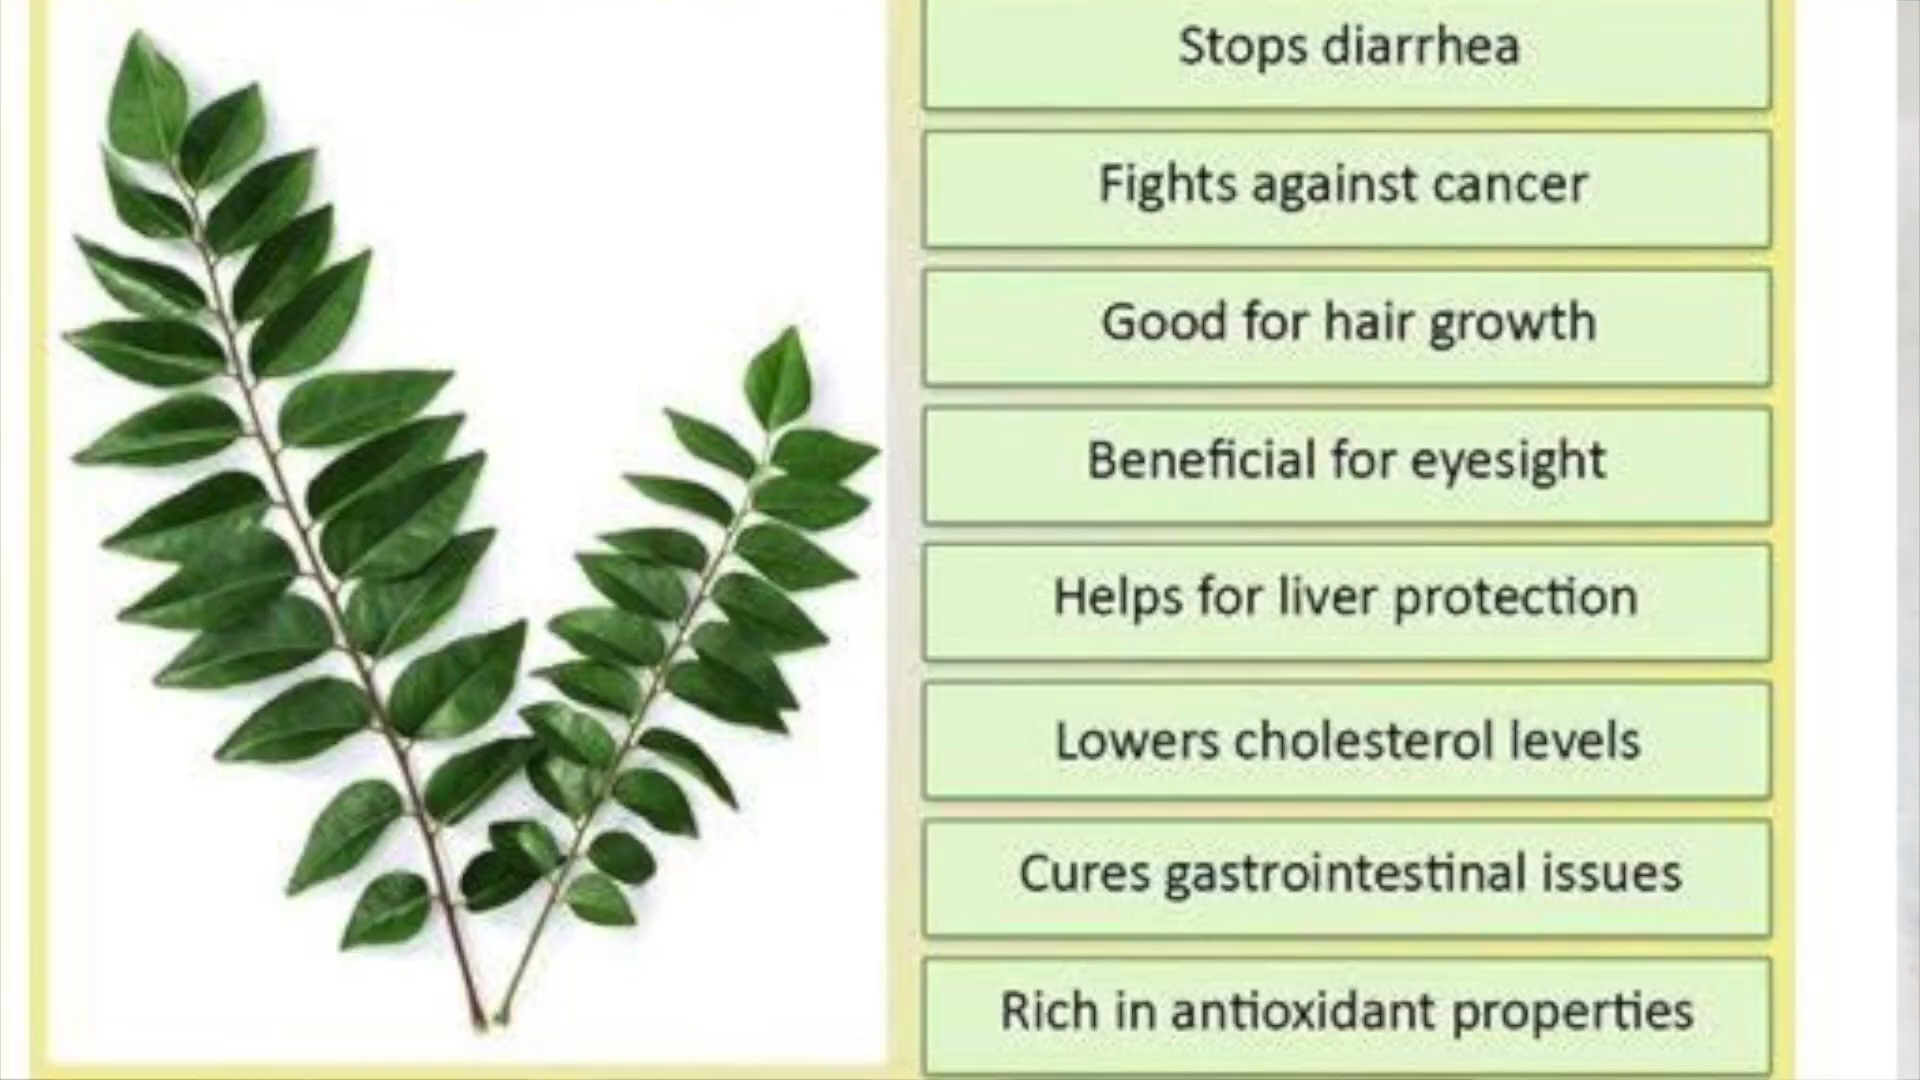 Stops diarrhea
Fights against cancer
Good for hair growth
Beneficial for eyesight
Helps for liver protection
Lowers cholesterol levels
Cures gastrointestinal issues
Rich in antioxidant properties